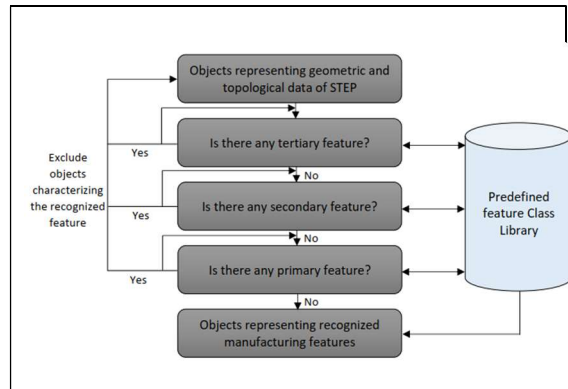 Objects representing geometric and
topological data of STEP
Is there any tertiary feature?
Yes
No
Exclude
objects
characterizing
the recognized
feature
Is there any secondary feature?
Yes
No
Predefined
feature Class
Library
Is there any primary feature?
Yes
No
Objects representing recognized
manufacturing features